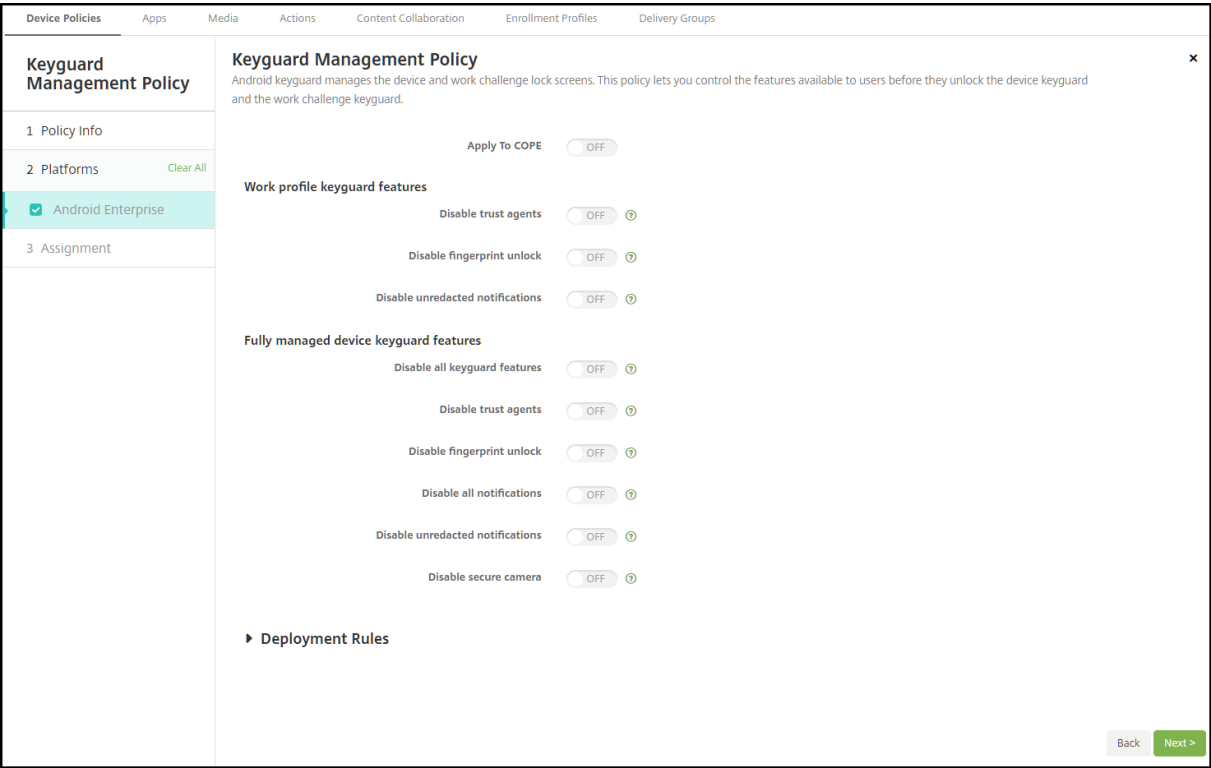 Device Policies Apps Media Actions Content Collaboration Enrollment Profiles Delivery Groups
Keyguard
Management Policy
1 Policy Info
2 Platforms Clear All
Android Enterprise
3 Assignment
Keyguard Management Policy
Android keyguard manages the device and work challenge lock screens. This policy lets you control the features available to users before they unlock the device keyguard
and the work challenge keyguard.
Apply To COPE OFF
Work profile keyguard features
Disable trust agents OFF ?
Disable fingerprint unlock OFF ?
Disable unredacted notifications OFF ?
Fully managed device keyguard features
Disable all keyguard features OFF ?
Disable trust agents OFF ?
Disable fingerprint unlock OFF ?
Disable all notifications OFF ?
Disable unredacted notifications OFF ?
Disable secure camera OFF ?
Deployment Rules
Back Next >